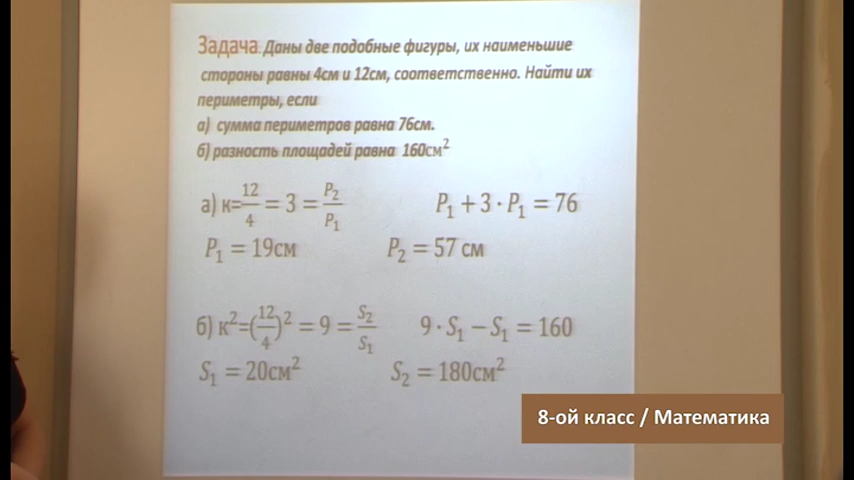 Задача. Даны две подобные фигуры, их наименьшие
стороны равны 4см и 12см, соответственно. Найти их
периметры, если
а) сумма периметров равна 76см.
б) разность площадей равна 160см²
а) к=12/4 = 3 = P₂/P₁ P₁ + 3 · P₁ = 76
P₁ = 19см P₂ = 57 см
б) к²=(12/4)² = 9 = S₂/S₁ 9 · S₁ − S₁ = 160
S₁ = 20см² S₂ = 180см²
8-ой класс / Математика